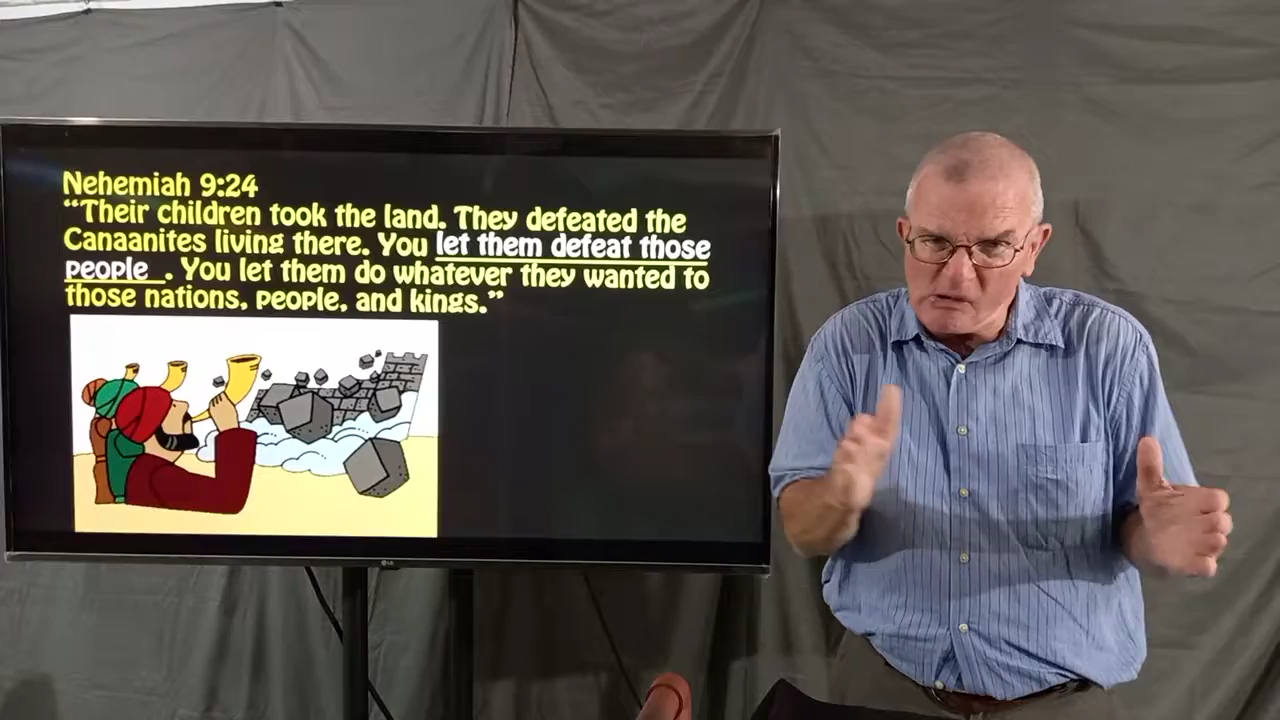 Nehemiah 9:24
“Their children took the land. They defeated the
Canaanites living there. You let them defeat those
people . You let them do whatever they wanted to
those nations, people, and kings.”
LG